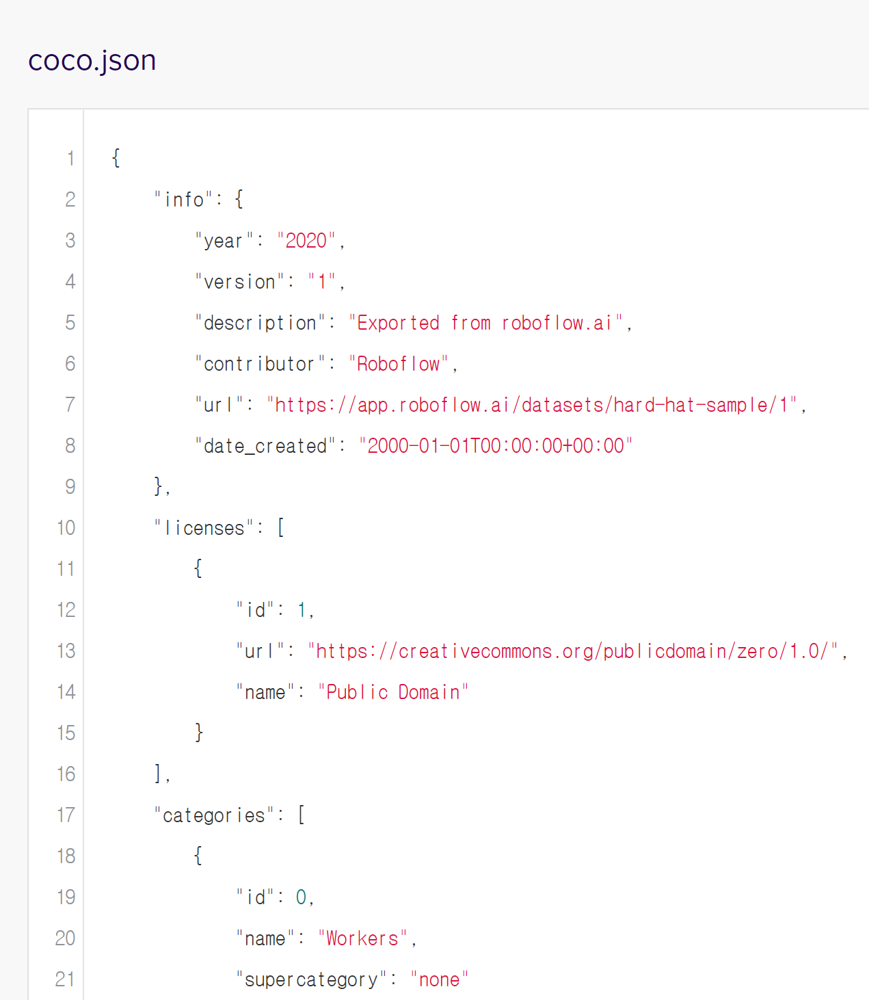 coco.json
1 {
2 "info": {
3 "year": "2020",
4 "version": "1",
5 "description": "Exported from roboflow.ai",
6 "contributor": "Roboflow",
7 "url": "https://app.roboflow.ai/datasets/hard-hat-sample/1",
8 "date_created": "2000-01-01T00:00:00+00:00"
9 },
10 "licenses": [
11 {
12 "id": 1,
13 "url": "https://creativecommons.org/publicdomain/zero/1.0/",
14 "name": "Public Domain"
15 }
16 ],
17 "categories": [
18 {
19 "id": 0,
20 "name": "Workers",
21 "supercategory": "none"